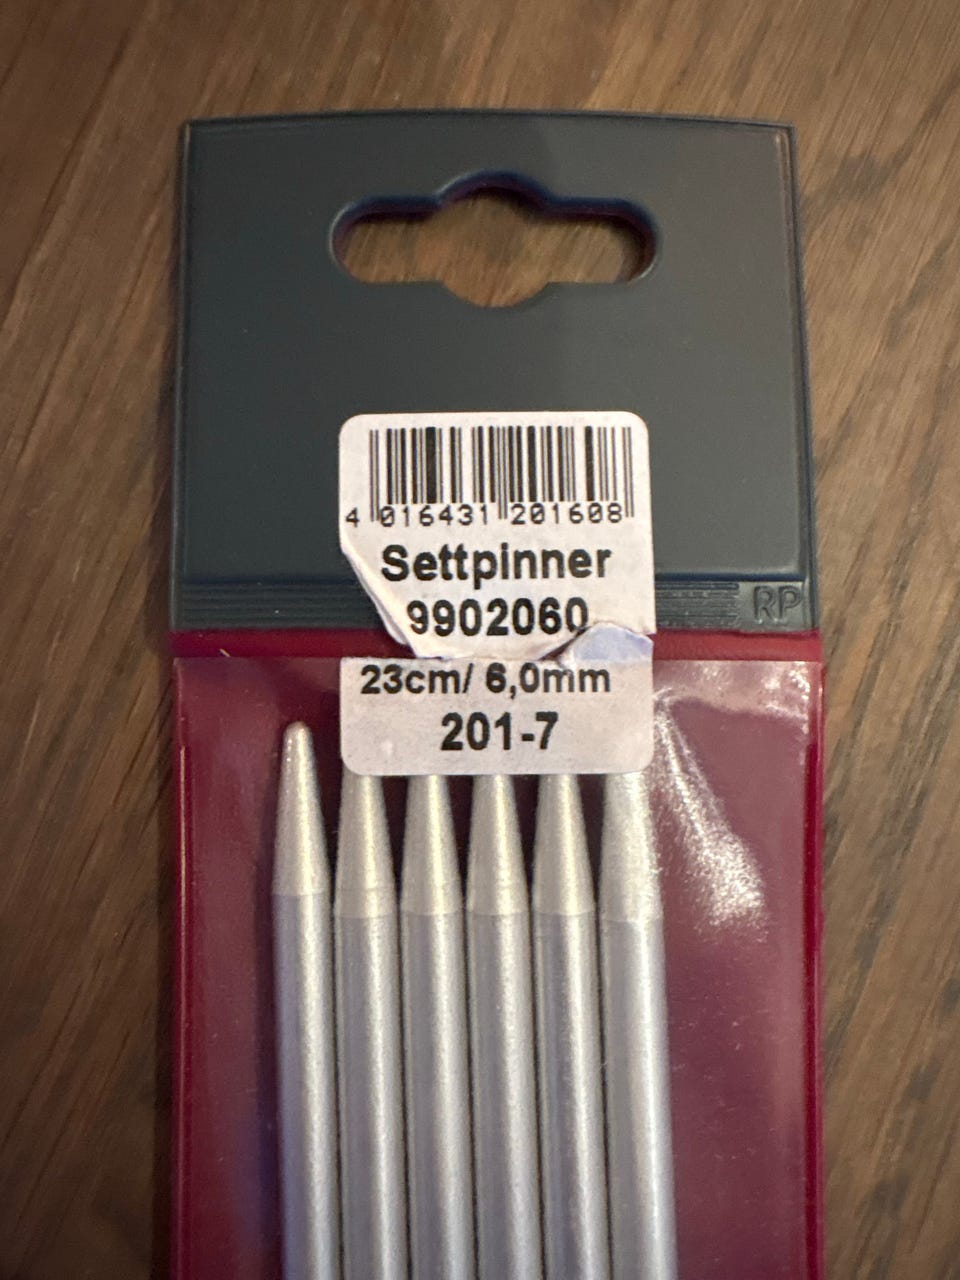 4 016431 201608
Settpinner
9902060
RP
23cm/ 6,0mm
201-7